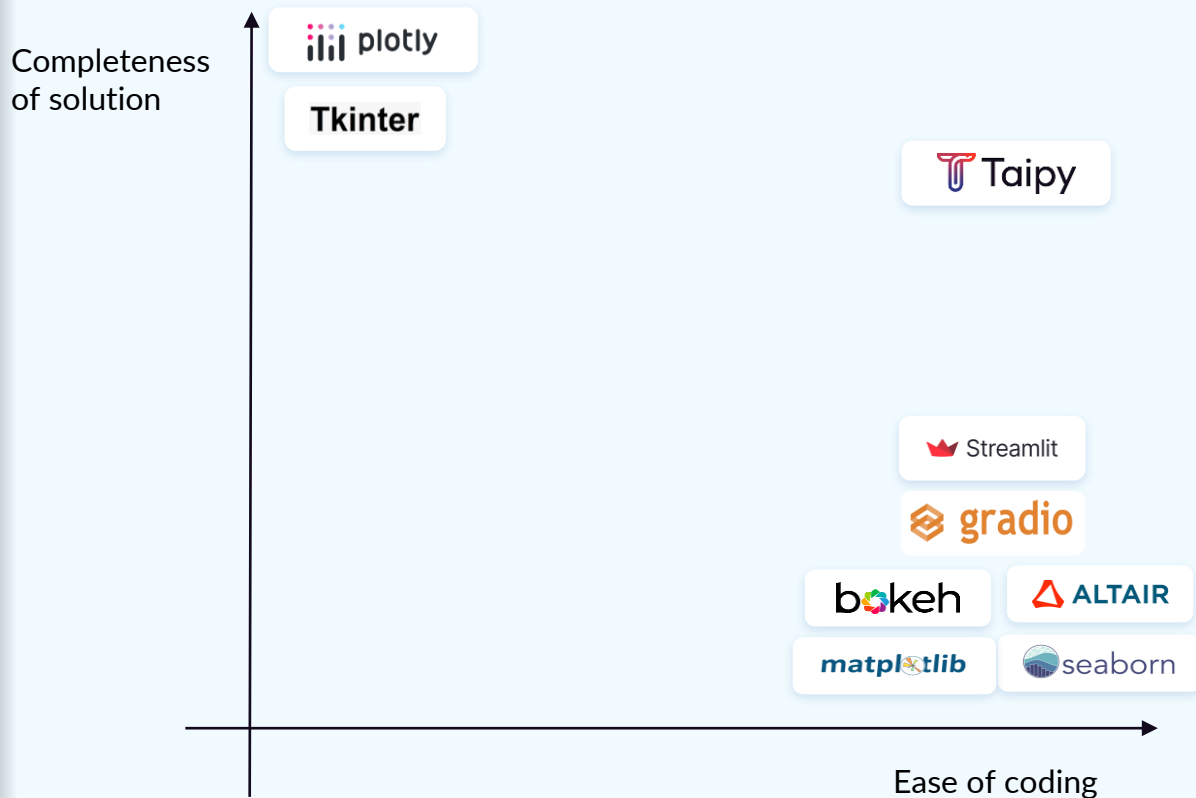 Completeness
of solution
plotly
Tkinter
Taipy
Streamlit
gradio
bokeh
ALTAIR
matplotlib
seaborn
Ease of coding